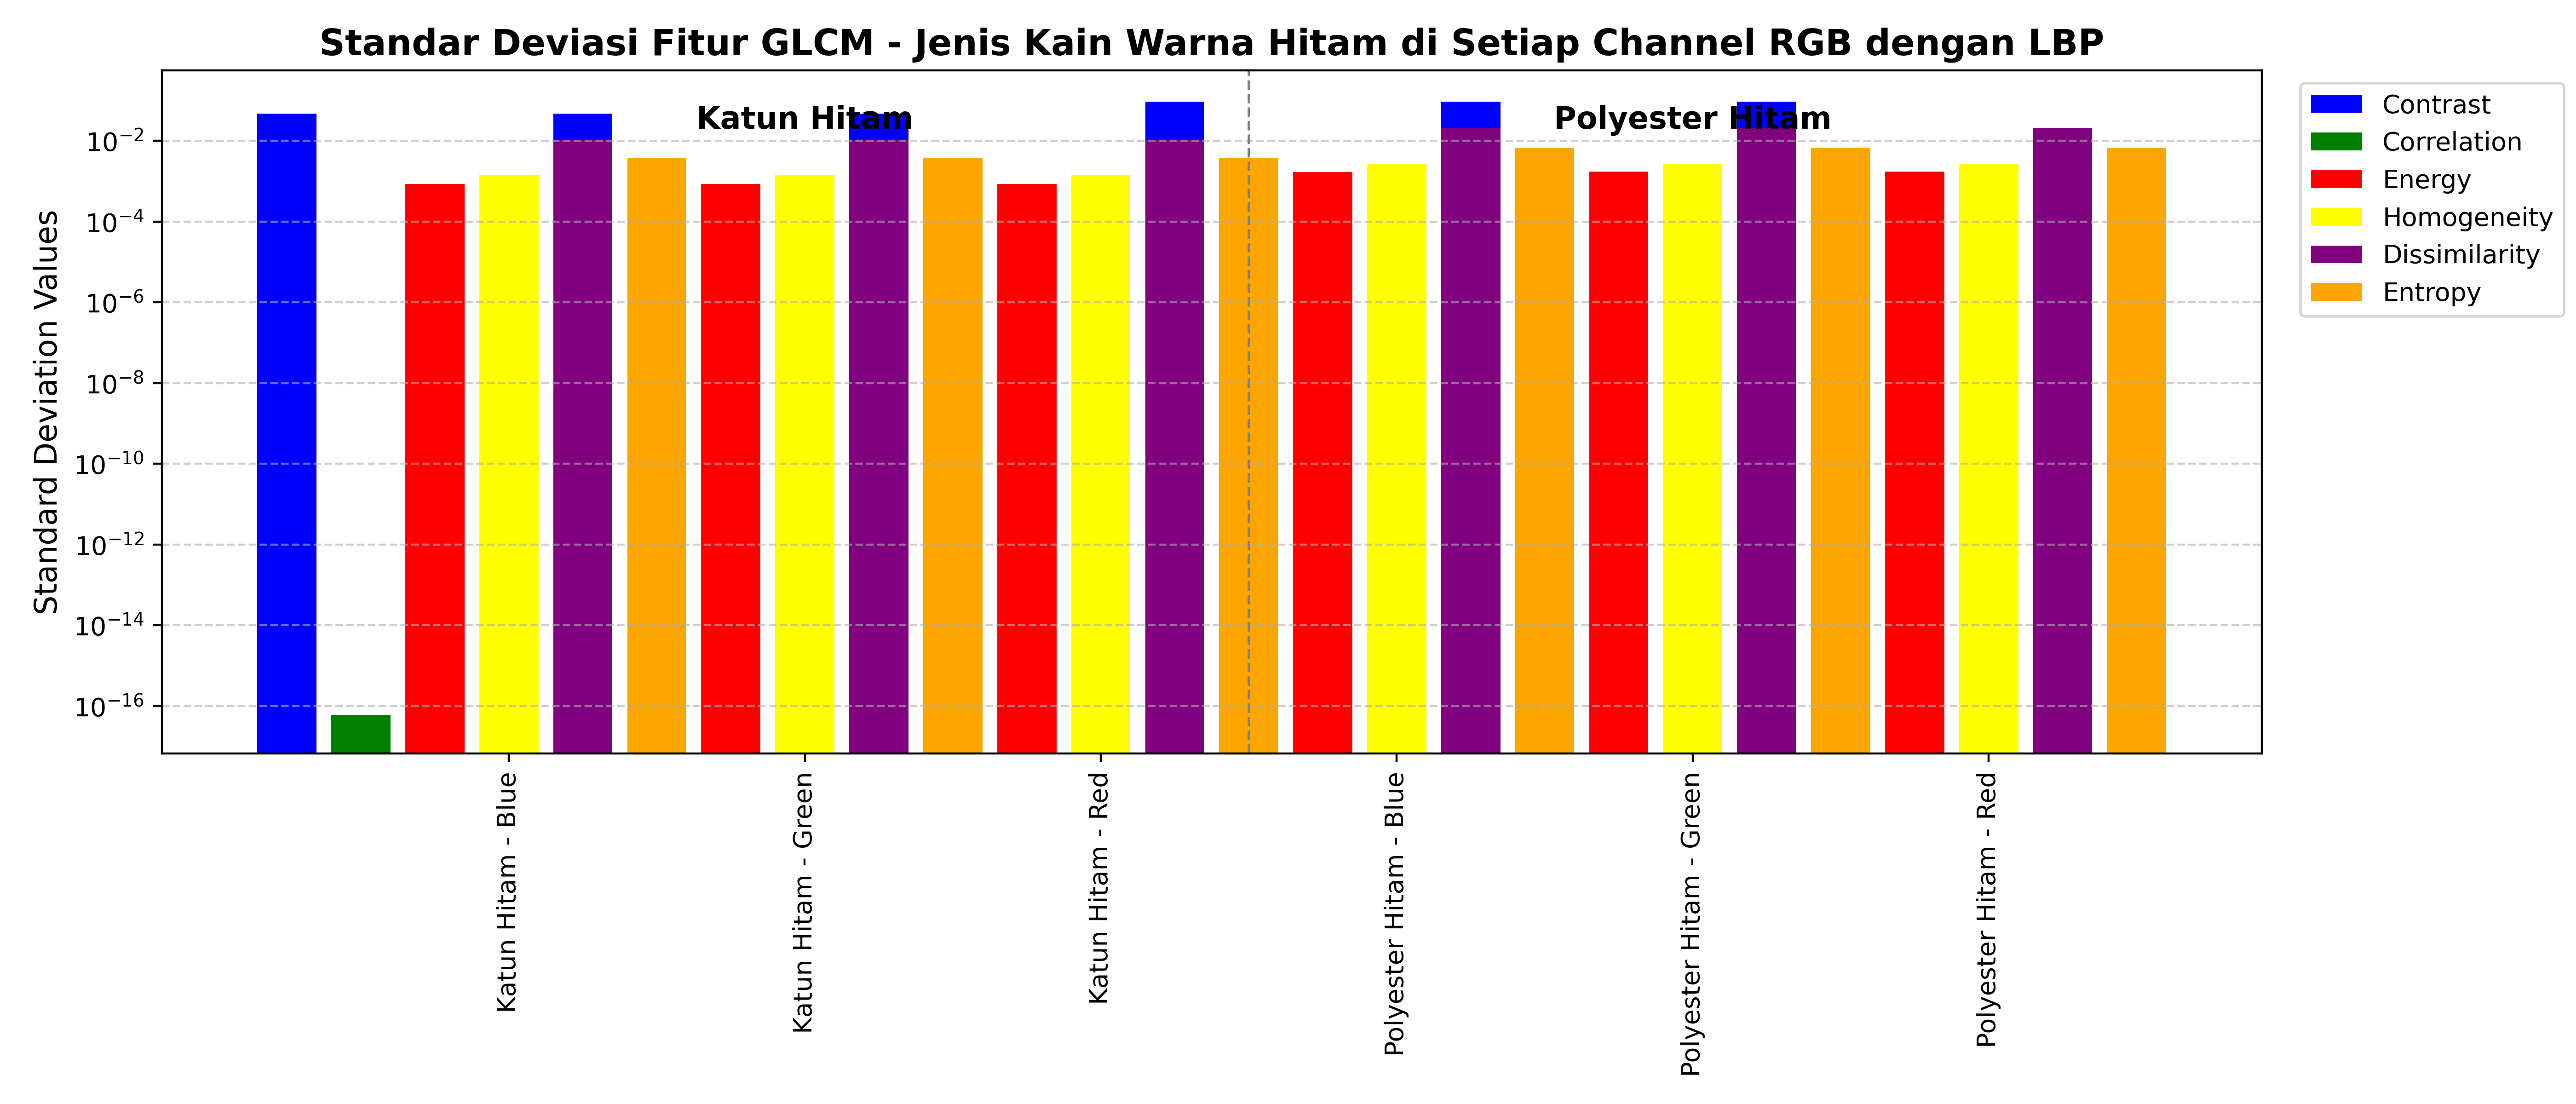 Standar Deviasi Fitur GLCM - Jenis Kain Warna Hitam di Setiap Channel RGB dengan LBP
Katun Hitam
Polyester Hitam
Contrast
Correlation
Energy
Homogeneity
Dissimilarity
Entropy
Standard Deviation Values
10⁻²
10⁻⁴
10⁻⁶
10⁻⁸
10⁻¹⁰
10⁻¹²
10⁻¹⁴
10⁻¹⁶
Katun Hitam - Blue
Katun Hitam - Green
Katun Hitam - Red
Polyester Hitam - Blue
Polyester Hitam - Green
Polyester Hitam - Red